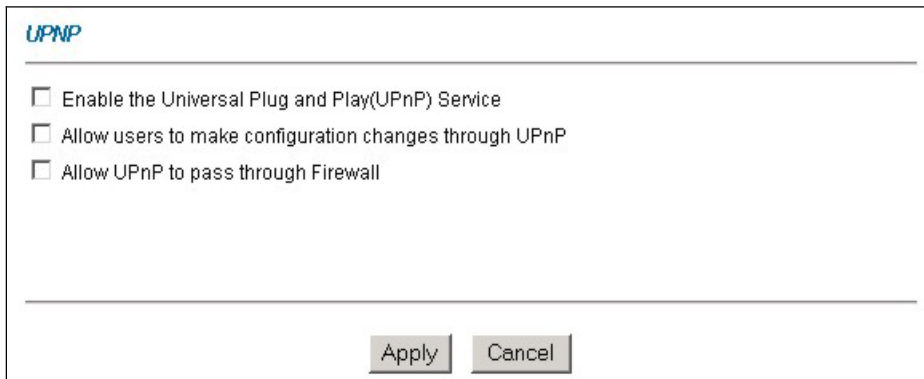 UPNP
Enable the Universal Plug and Play(UPnP) Service
Allow users to make configuration changes through UPnP
Allow UPnP to pass through Firewall
Apply Cancel